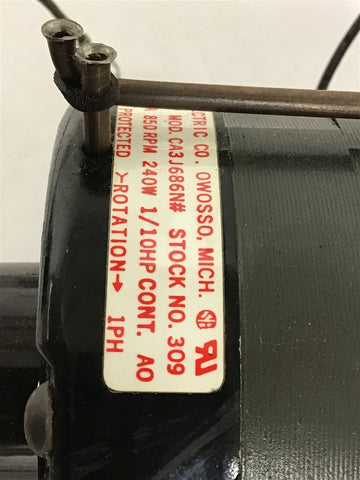 CTRIC CO. OWOSSO, MICH.
MOD. CA3J686N# STOCK NO. 309
850 RPM 240W 1/10HP CONT. AO
PROTECTED >ROTATION→ 1PH